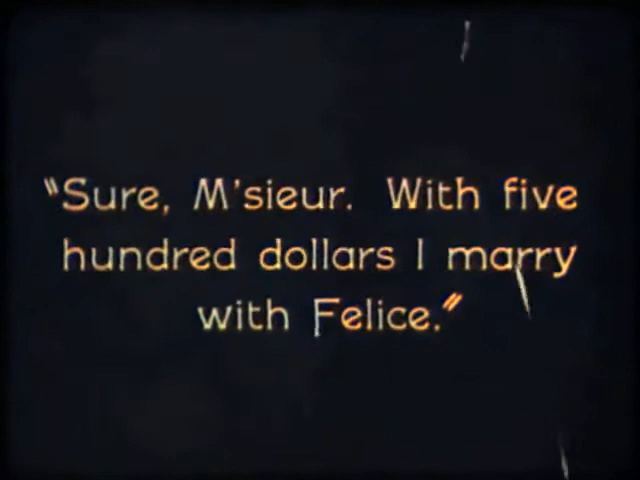 "Sure, M'sieur. With five
hundred dollars I marry
with Felice."